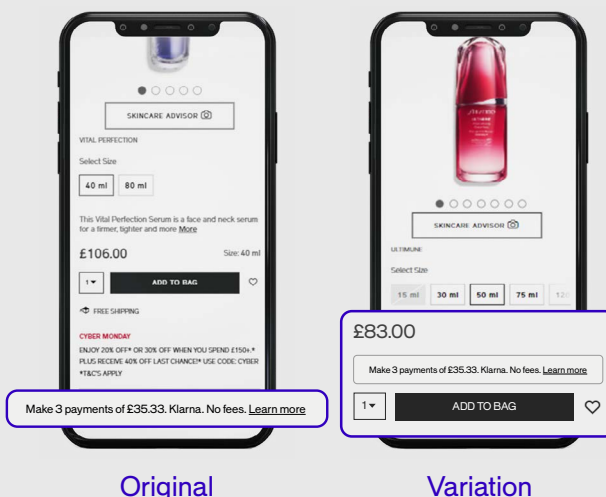 SKINCARE ADVISOR
VITAL PERFECTION
Select Size
40 ml 80 ml
This Vital Perfection Serum is a face and neck serum
for a firmer, tighter and more More
£106.00 Size: 40 ml
1 ADD TO BAG
FREE SHIPPING
CYBER MONDAY
ENJOY 20% OFF* OR 30% OFF WHEN YOU SPEND £150+.*
PLUS RECEIVE 40% OFF LAST CHANCE!* USE CODE: CYBER
*T&C'S APPLY
Make 3 payments of £35.33. Klarna. No fees. Learn more
Original
SHISEIDO
ULTIMUNE
SKINCARE ADVISOR
ULTIMUNE
Select Size
15 ml 30 ml 50 ml 75 ml
£83.00
Make 3 payments of £35.33. Klarna. No fees. Learn more
1 ADD TO BAG
Variation